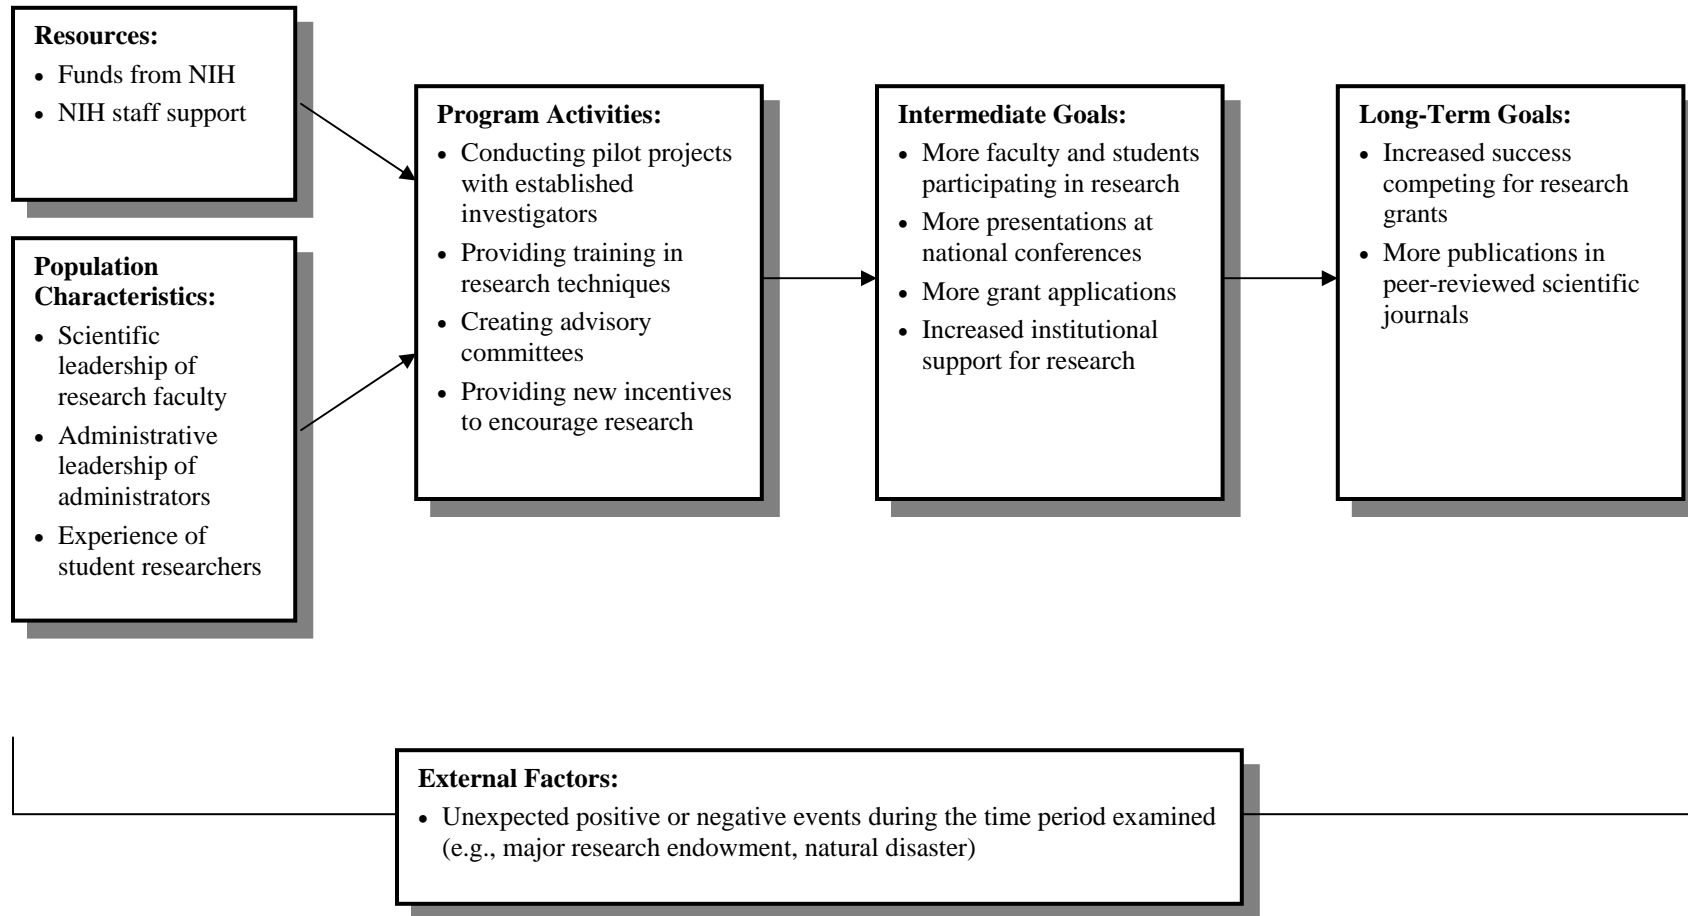 Resources:
• Funds from NIH
• NIH staff support
Population
Characteristics:
• Scientific
leadership of
research faculty
• Administrative
leadership of
administrators
• Experience of
student researchers
Program Activities:
• Conducting pilot projects
with established
investigators
• Providing training in
research techniques
• Creating advisory
committees
• Providing new incentives
to encourage research
Intermediate Goals:
• More faculty and students
participating in research
• More presentations at
national conferences
• More grant applications
• Increased institutional
support for research
Long-Term Goals:
• Increased success
competing for research
grants
• More publications in
peer-reviewed scientific
journals
External Factors:
• Unexpected positive or negative events during the time period examined
(e.g., major research endowment, natural disaster)